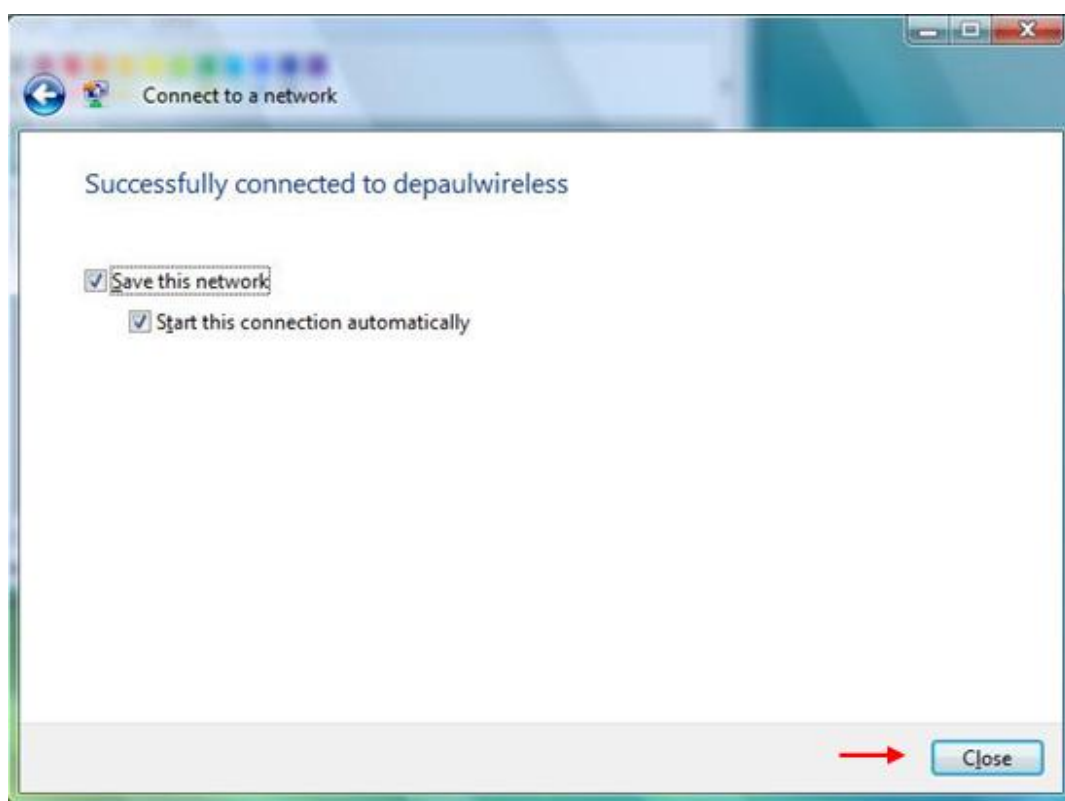 Connect to a network
Successfully connected to depaulwireless
Save this network
Start this connection automatically
Close